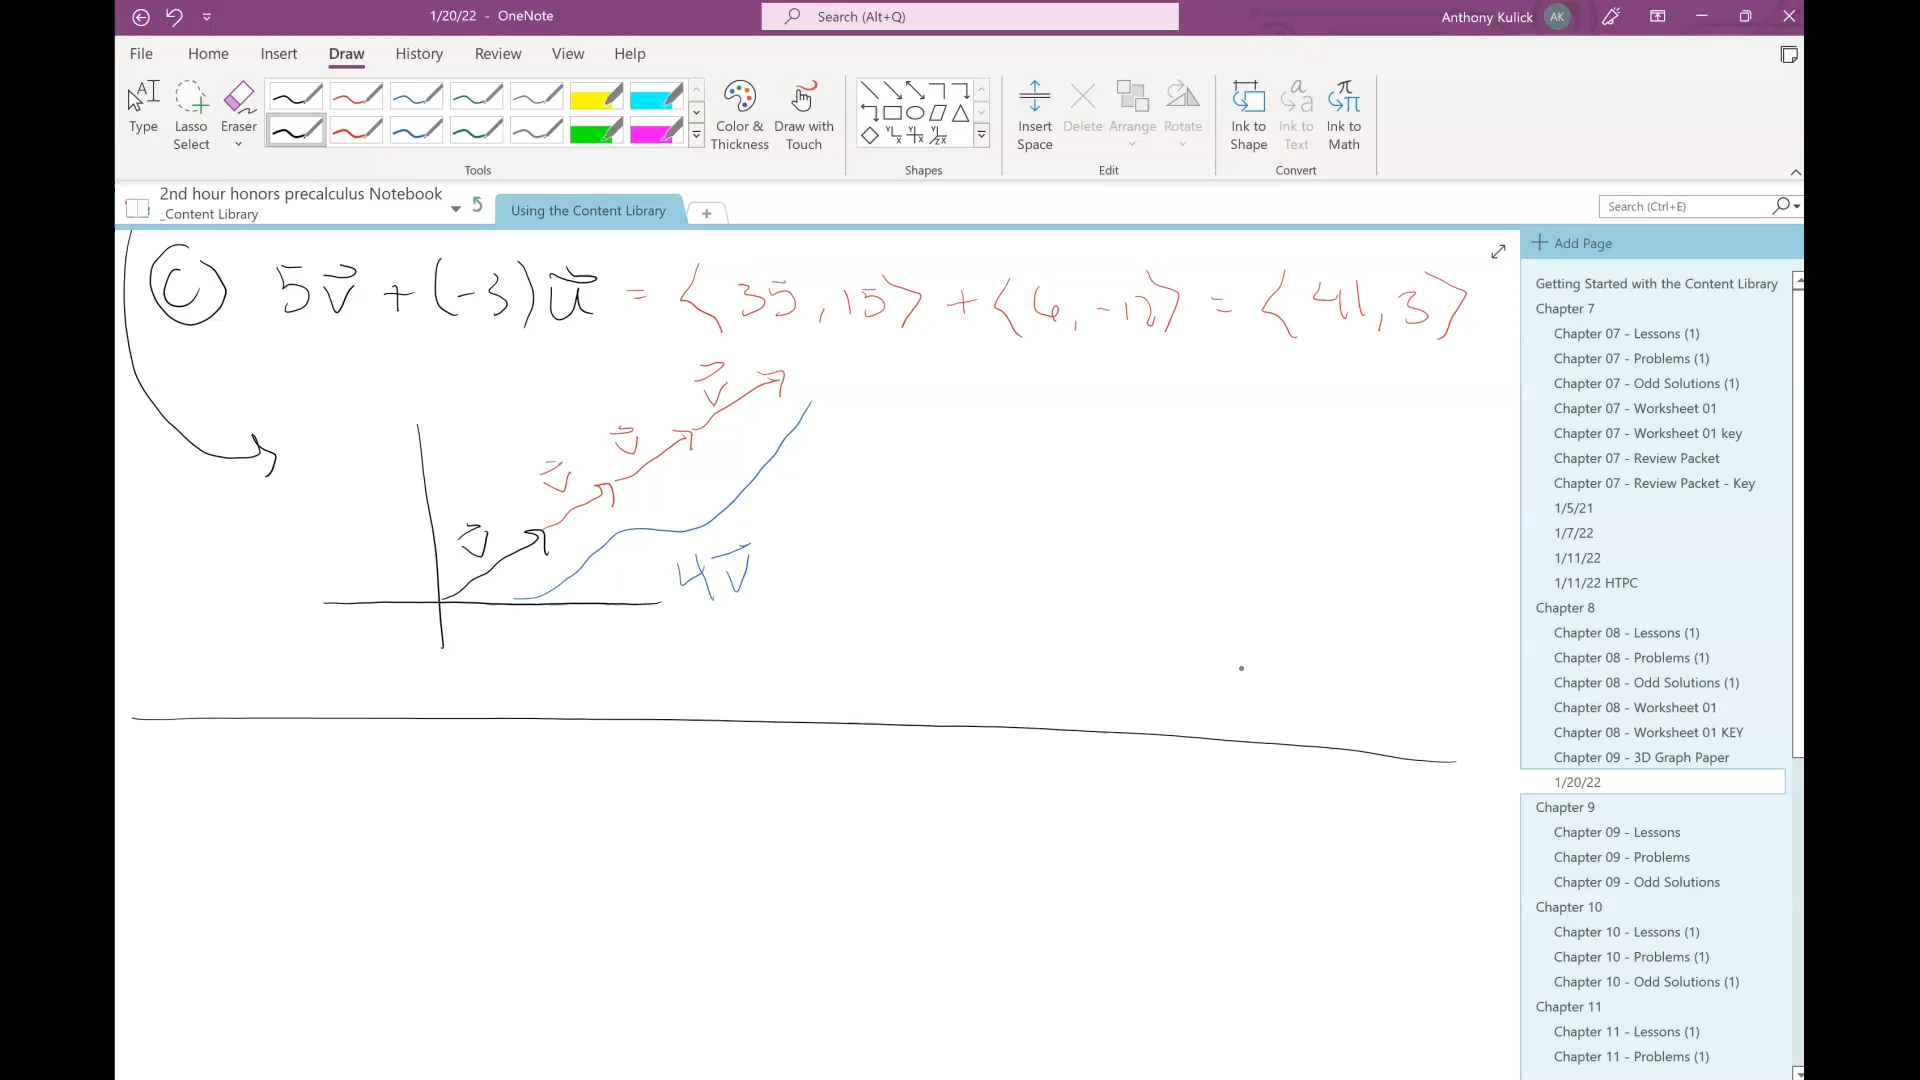 1/20/22 - OneNote
Search (Alt+Q)
Anthony Kulick AK
File Home Insert Draw History Review View Help
Type
Lasso Select
Eraser
Color & Thickness
Draw with Touch
Insert Space
Delete
Arrange
Rotate
Ink to Shape
Ink to Text
Ink to Math
Tools Shapes Edit Convert
2nd hour honors precalculus Notebook
_Content Library
Using the Content Library
Search (Ctrl+E)
C 5v⃗ + (-3)u⃗ = ⟨35, 15⟩ + ⟨6, -12⟩ = ⟨41, 3⟩
v⃗
v⃗
v⃗
v⃗
4v⃗
Add Page
Getting Started with the Content Library
Chapter 7
Chapter 07 - Lessons (1)
Chapter 07 - Problems (1)
Chapter 07 - Odd Solutions (1)
Chapter 07 - Worksheet 01
Chapter 07 - Worksheet 01 key
Chapter 07 - Review Packet
Chapter 07 - Review Packet - Key
1/5/21
1/7/22
1/11/22
1/11/22 HTPC
Chapter 8
Chapter 08 - Lessons (1)
Chapter 08 - Problems (1)
Chapter 08 - Odd Solutions (1)
Chapter 08 - Worksheet 01
Chapter 08 - Worksheet 01 KEY
Chapter 09 - 3D Graph Paper
1/20/22
Chapter 9
Chapter 09 - Lessons
Chapter 09 - Problems
Chapter 09 - Odd Solutions
Chapter 10
Chapter 10 - Lessons (1)
Chapter 10 - Problems (1)
Chapter 10 - Odd Solutions (1)
Chapter 11
Chapter 11 - Lessons (1)
Chapter 11 - Problems (1)